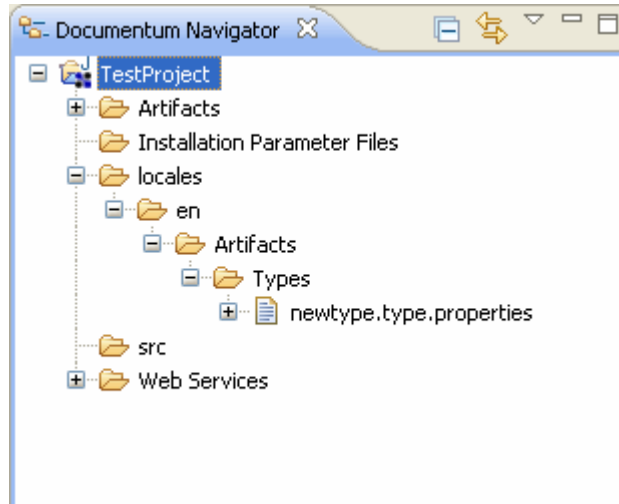 Documentum Navigator
TestProject
Artifacts
Installation Parameter Files
locales
en
Artifacts
Types
newtype.type.properties
src
Web Services